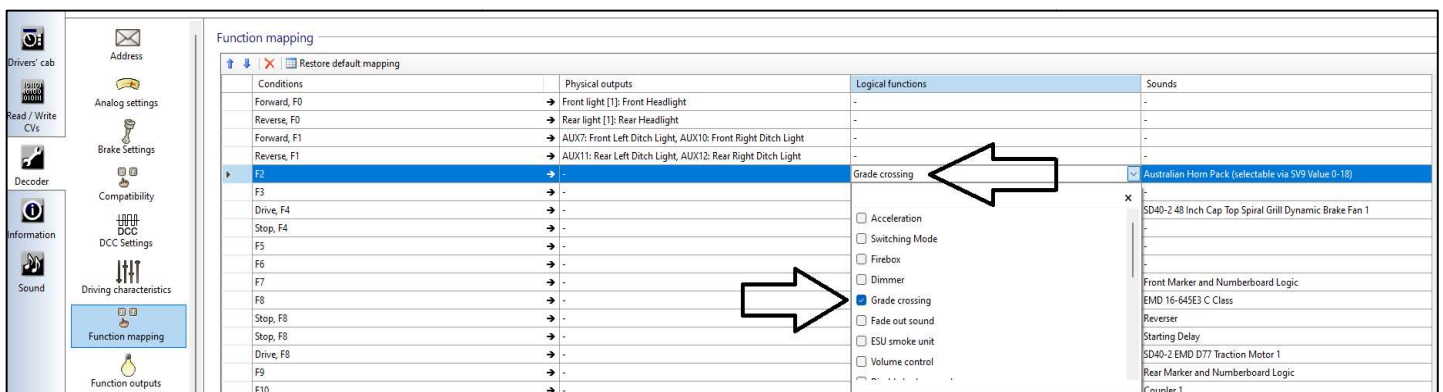 Function mapping
Restore default mapping
Conditions Physical outputs Logical functions Sounds
Forward, F0 Front light [1]: Front Headlight - -
Reverse, F0 Rear light [1]: Rear Headlight - -
Forward, F1 AUX7: Front Left Ditch Light, AUX10: Front Right Ditch Light - -
Reverse, F1 AUX11: Rear Left Ditch Light, AUX12: Rear Right Ditch Light - -
F2 - Grade crossing Australian Horn Pack (selectable via SV9 Value 0-18)
F3 - -
Drive, F4 - SD40-2 48 Inch Cap Top Spiral Grill Dynamic Brake Fan 1
Stop, F4 - -
F5 - -
F6 - -
F7 - Front Marker and Numberboard Logic
F8 - EMD 16-645E3 C Class
Stop, F8 - Reverser
Stop, F8 - Starting Delay
Drive, F8 - SD40-2 EMD D77 Traction Motor 1
F9 - Rear Marker and Numberboard Logic
F10 - Coupler 1
x
Acceleration
Switching Mode
Firebox
Dimmer
Grade crossing
Fade out sound
ESU smoke unit
Volume control
Drivers' cab
Read / Write
CVs
Decoder
Information
Sound
Address
Analog settings
Brake Settings
Compatibility
DCC
DCC Settings
Driving characteristics
Function mapping
Function outputs